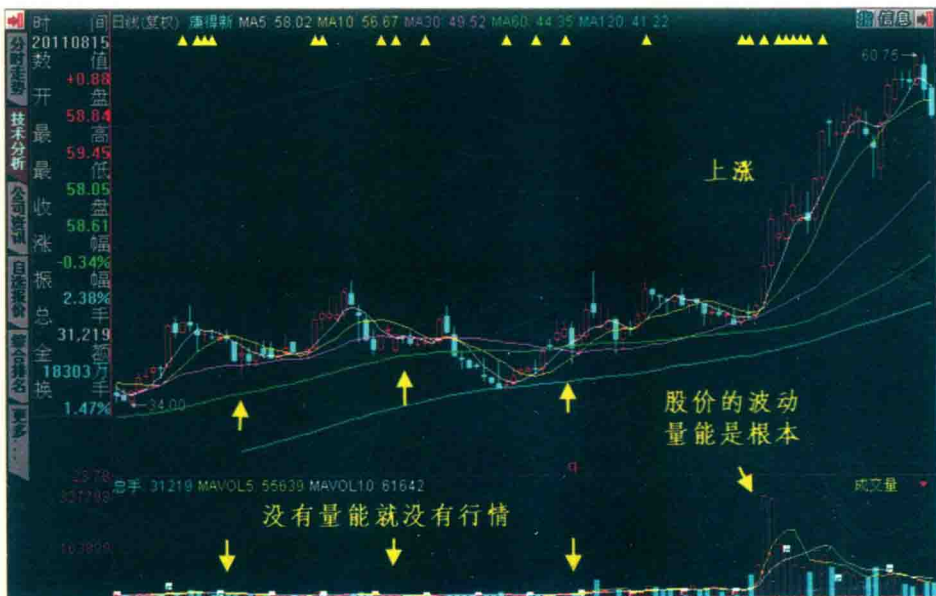 日线(复权) 康得新 MA5: 58.02 MA10: 56.67 MA30: 49.52 MA60: 44.35 MA120: 41.22
信息
时间
20110815
数值
+0.88
开盘
58.84
最高
59.45
最低
58.05
收盘
58.61
涨幅
-0.34%
振幅
2.38%
总手
31,219
金额
18303万
换手
1.47%
分时走势
技术分析
公司资讯
自选报价
综合排名
更多...
60.75
上涨
34.00
股价的波动
量能是根本
23.78
总手: 31219 MAVOL5: 55639 MAVOL10: 61642
成交量
没有量能就没有行情